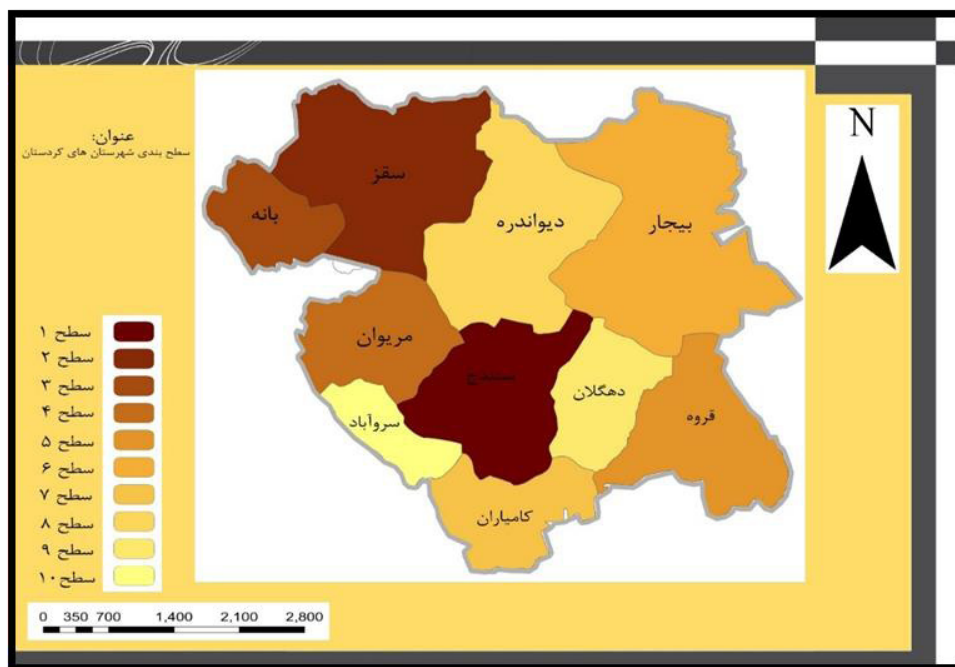 عنوان:
سطح بندی شهرستان های کردستان
N
سقز
بانه
دیواندره
بیجار
مریوان
سنندج
دهگلان
قروه
سروآباد
کامیاران
سطح ۱
سطح ۲
سطح ۳
سطح ۴
سطح ۵
سطح ۶
سطح ۷
سطح ۸
سطح ۹
سطح۱۰
0 350 700 1,400 2,100 2,800